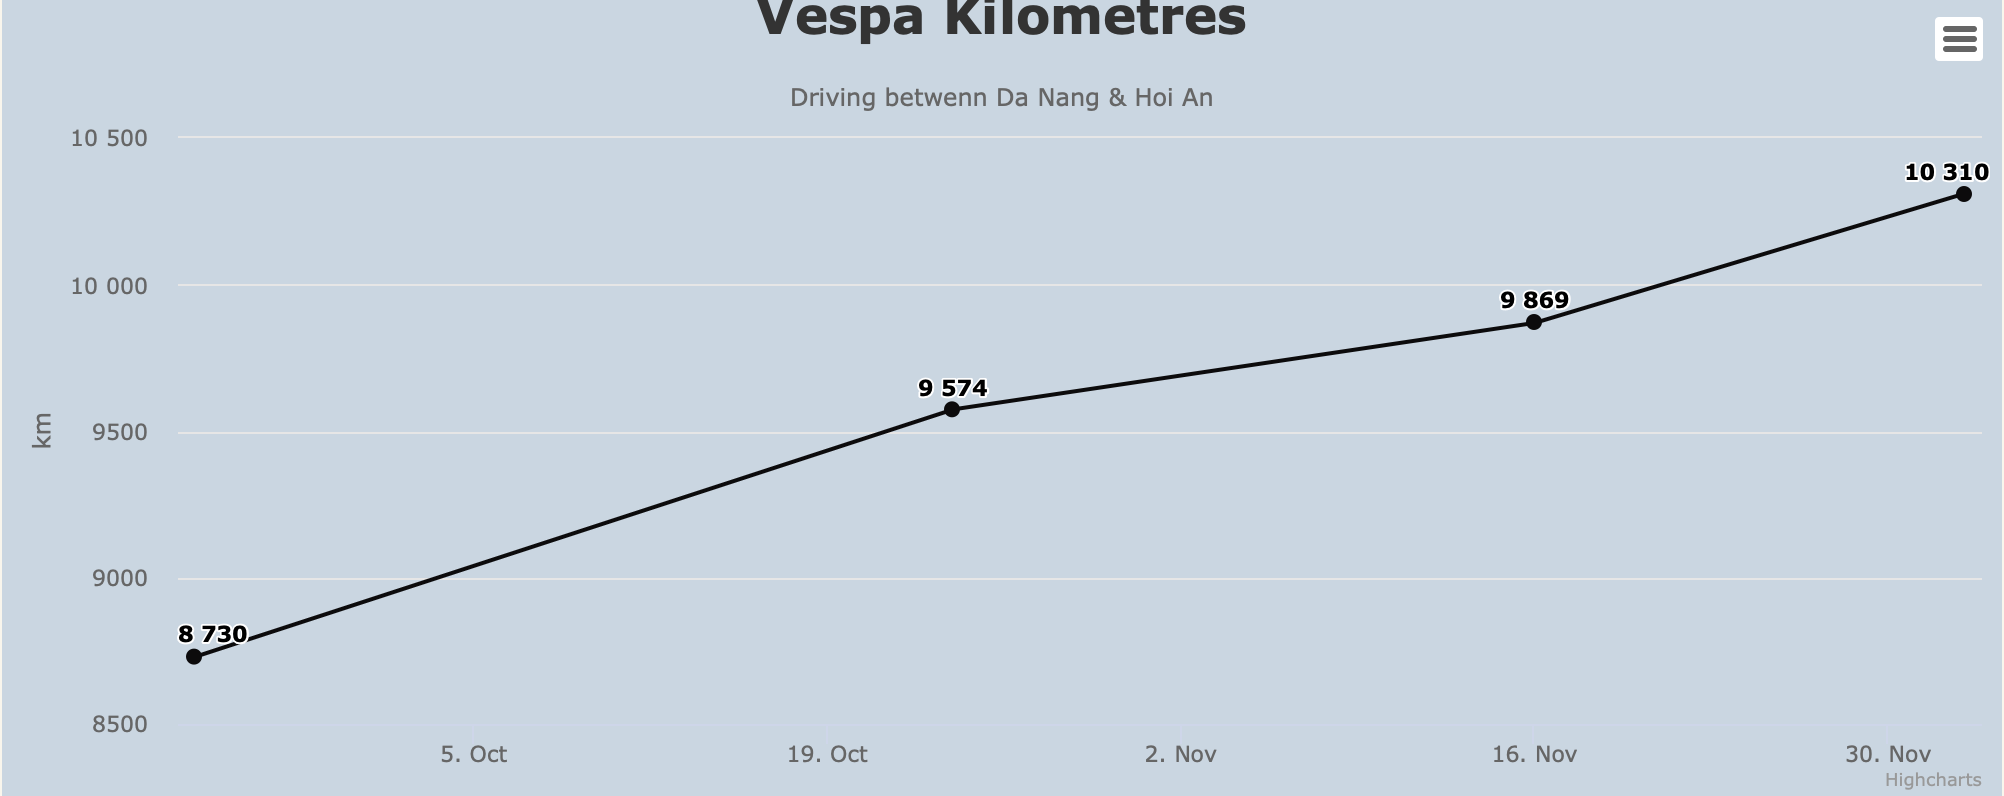 Vespa Kilometres
Driving betwenn Da Nang & Hoi An
10 500
10 310
10 000
9 869
9 574
km
9500
9000
8 730
8500
5. Oct
19. Oct
2. Nov
16. Nov
30. Nov
Highcharts